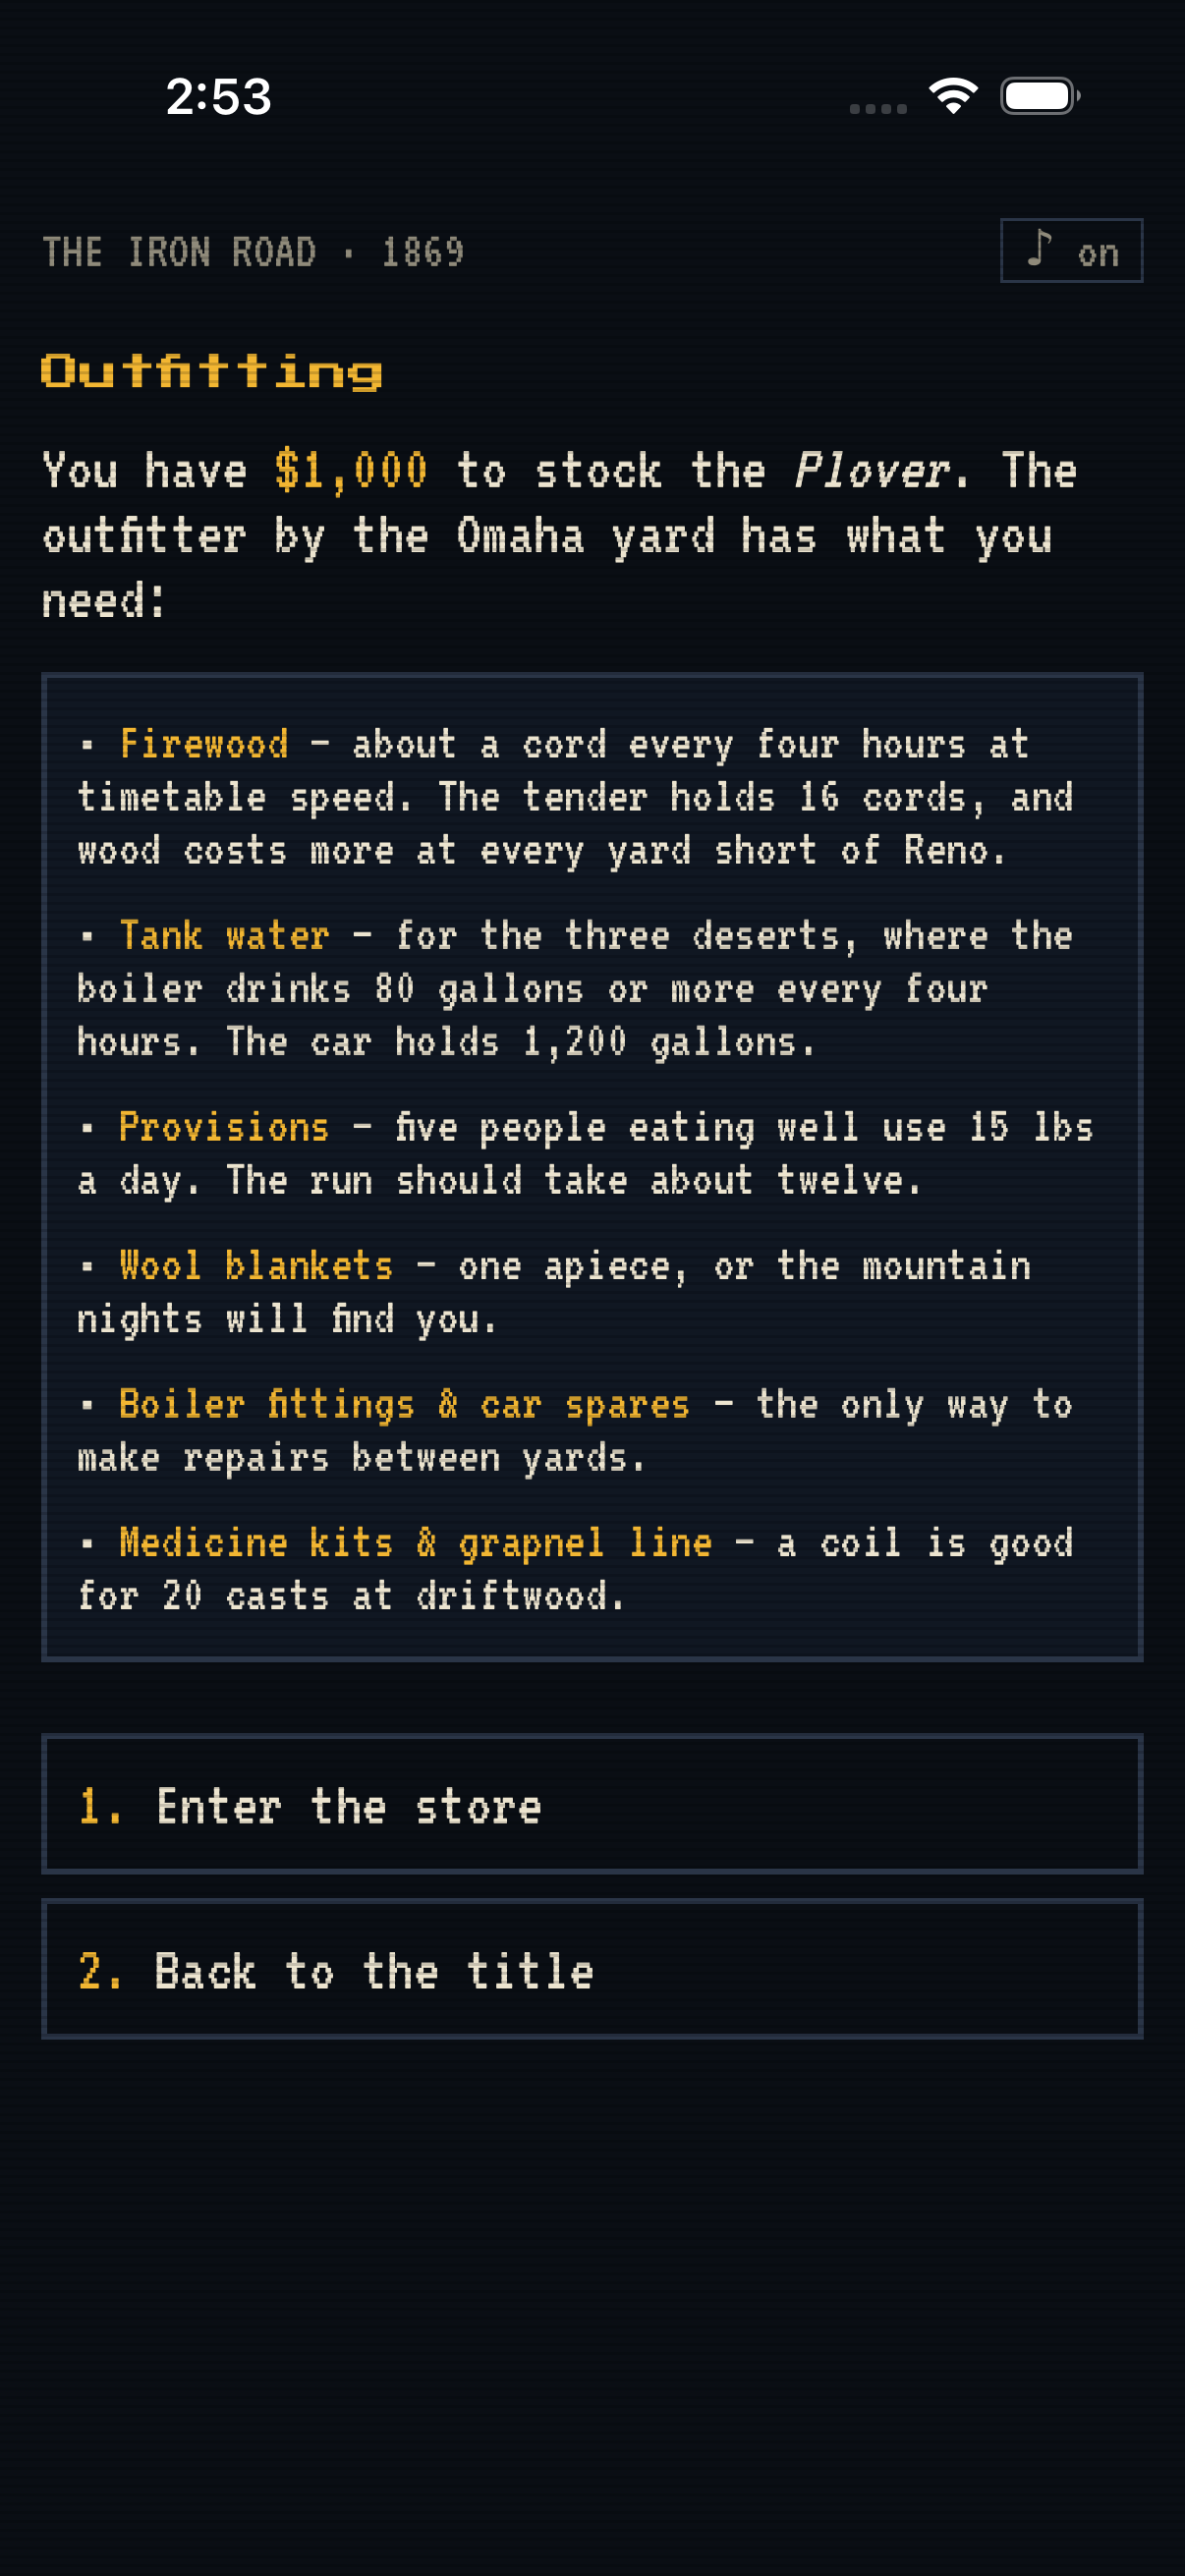 2:53
THE IRON ROAD · 1869
♪ on
Outfitting
You have $1,000 to stock the Plover. The
outfitter by the Omaha yard has what you
need:
▪ Firewood — about a cord every four hours at
timetable speed. The tender holds 16 cords, and
wood costs more at every yard short of Reno.
▪ Tank water — for the three deserts, where the
boiler drinks 80 gallons or more every four
hours. The car holds 1,200 gallons.
▪ Provisions — five people eating well use 15 lbs
a day. The run should take about twelve.
▪ Wool blankets — one apiece, or the mountain
nights will find you.
▪ Boiler fittings & car spares — the only way to
make repairs between yards.
▪ Medicine kits & grapnel line — a coil is good
for 20 casts at driftwood.
1. Enter the store
2. Back to the title